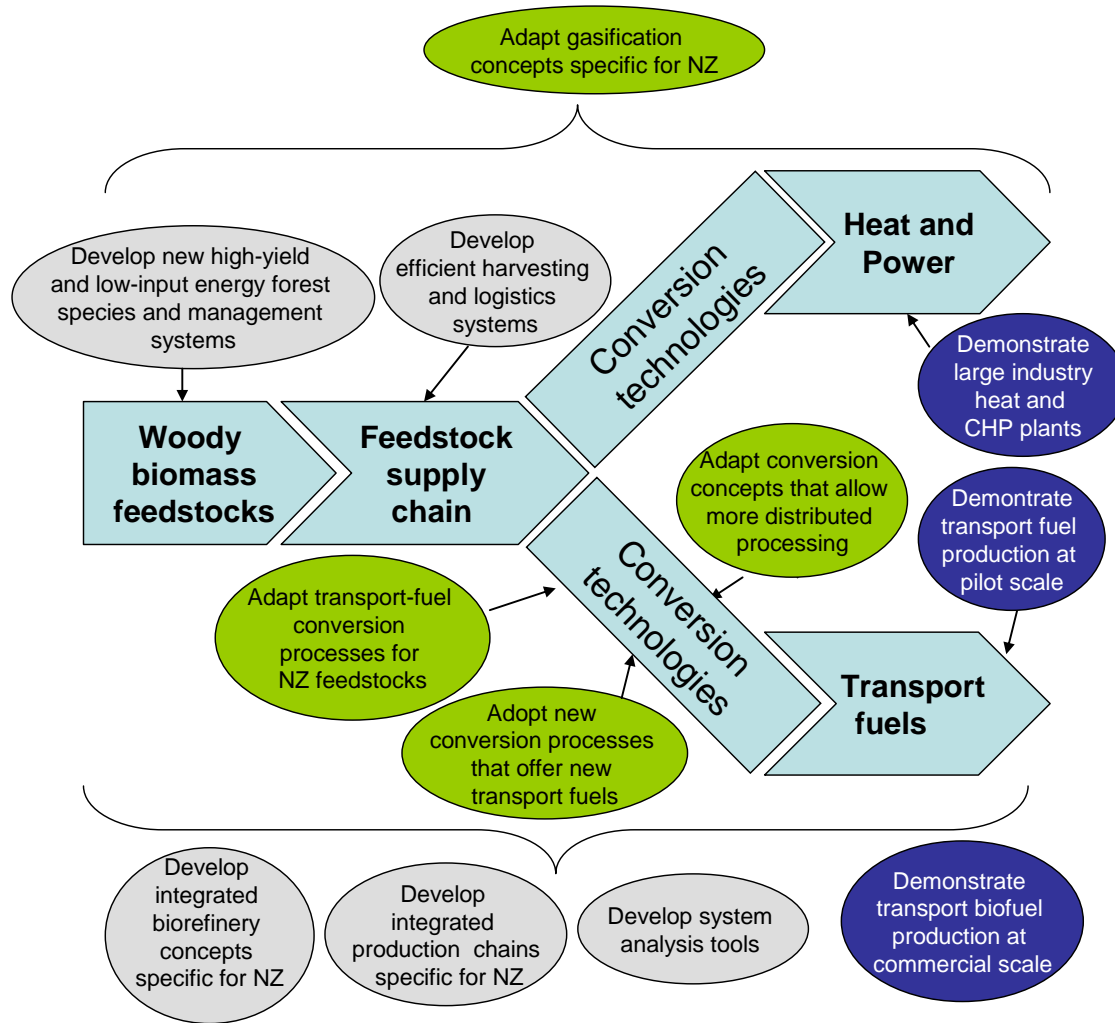 Adapt gasification
concepts specific for NZ
Develop new high-yield
and low-input energy forest
species and management
systems
Develop
efficient harvesting
and logistics
systems
Conversion
technologies
Heat and
Power
Demonstrate
large industry
heat and
CHP plants
Woody
biomass
feedstocks
Feedstock
supply
chain
Adapt conversion
concepts that allow
more distributed
processing
Demontrate
transport fuel
production at
pilot scale
Adapt transport-fuel
conversion
processes for
NZ feedstocks
Conversion
technologies
Adopt new
conversion processes
that offer new
transport fuels
Transport
fuels
Develop
integrated
biorefinery
concepts
specific for NZ
Develop
integrated
production chains
specific for NZ
Develop system
analysis tools
Demonstrate
transport biofuel
production at
commercial scale